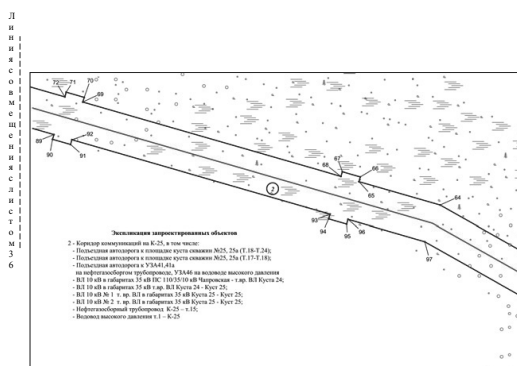 Линия совмещения с листом 36
72
71
70
69
89
90
92
91
67
68
66
65
64
2
93
94
95
96
97
Экспликация запроектированных объектов
2 - Коридор коммуникаций на К-25, в том числе:
- Подъездная автодорога к площадке куста скважин №25, 25а (Т.18-Т.24);
- Подъездная автодорога к площадке куста скважин №25, 25а (Т.17-Т.18);
- Подъездная автодорога к УЗА41,41а
на нефтегазосборном трубопроводе, УЗА46 на водоводе высокого давления
- ВЛ 10 кВ в габаритах 35 кВ ПС 110/35/10 кВ Чапровская - т.вр. ВЛ Куста 24;
- ВЛ 10 кВ в габаритах 35 кВ т.вр. ВЛ Куста 24 - Куст 25;
- ВЛ 10 кВ № 1 т. вр. ВЛ в габаритах 35 кВ Куста 25 - Куст 25;
- ВЛ 10 кВ № 2 т. вр. ВЛ в габаритах 35 кВ Куста 25 - Куст 25;
- Нефтегазосборный трубопровод К-25 – т.15;
- Водовод высокого давления т.1 – К-25